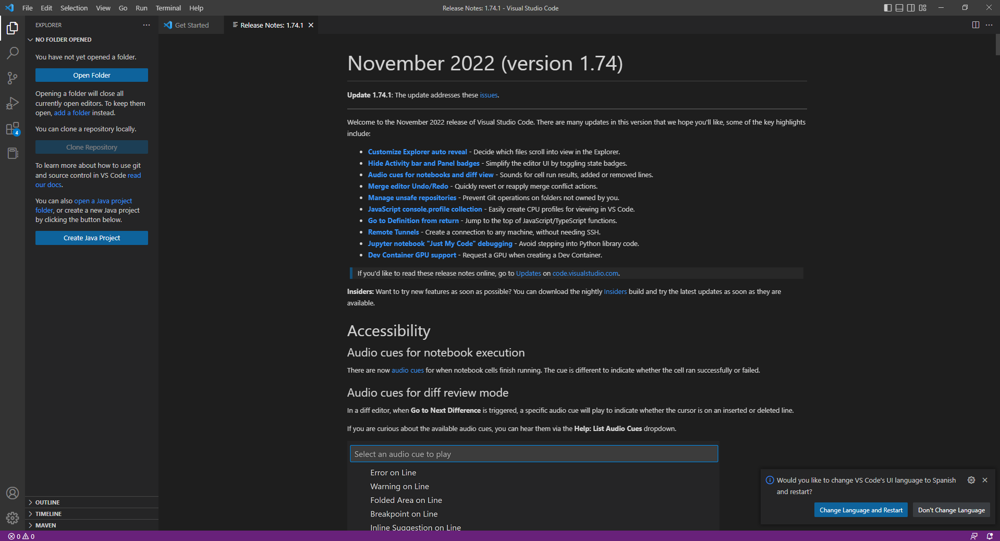 File Edit Selection View Go Run Terminal Help
Release Notes: 1.74.1 - Visual Studio Code
EXPLORER
NO FOLDER OPENED
You have not yet opened a folder.
Open Folder
Opening a folder will close all
currently open editors. To keep them
open, add a folder instead.
You can clone a repository locally.
Clone Repository
To learn more about how to use git
and source control in VS Code read
our docs.
You can also open a Java project
folder, or create a new Java project
by clicking the button below.
Create Java Project
OUTLINE
TIMELINE
MAVEN
4
Get Started
Release Notes: 1.74.1
November 2022 (version 1.74)
Update 1.74.1: The update addresses these issues.
Welcome to the November 2022 release of Visual Studio Code. There are many updates in this version that we hope you'll like, some of the key highlights
include:
Customize Explorer auto reveal - Decide which files scroll into view in the Explorer.
Hide Activity bar and Panel badges - Simplify the editor UI by toggling state badges.
Audio cues for notebooks and diff view - Sounds for cell run results, added or removed lines.
Merge editor Undo/Redo - Quickly revert or reapply merge conflict actions.
Manage unsafe repositories - Prevent Git operations on folders not owned by you.
JavaScript console.profile collection - Easily create CPU profiles for viewing in VS Code.
Go to Definition from return - Jump to the top of JavaScript/TypeScript functions.
Remote Tunnels - Create a connection to any machine, without needing SSH.
Jupyter notebook "Just My Code" debugging - Avoid stepping into Python library code.
Dev Container GPU support - Request a GPU when creating a Dev Container.
If you'd like to read these release notes online, go to Updates on code.visualstudio.com.
Insiders: Want to try new features as soon as possible? You can download the nightly Insiders build and try the latest updates as soon as they are
available.
Accessibility
Audio cues for notebook execution
There are now audio cues for when notebook cells finish running. The cue is different to indicate whether the cell ran successfully or failed.
Audio cues for diff review mode
In a diff editor, when Go to Next Difference is triggered, a specific audio cue will play to indicate whether the cursor is on an inserted or deleted line.
If you are curious about the available audio cues, you can hear them via the Help: List Audio Cues dropdown.
Select an audio cue to play
Error on Line
Warning on Line
Folded Area on Line
Breakpoint on Line
Inline Suggestion on Line
Would you like to change VS Code's UI language to Spanish
and restart?
Change Language and Restart
Don't Change Language
0 0